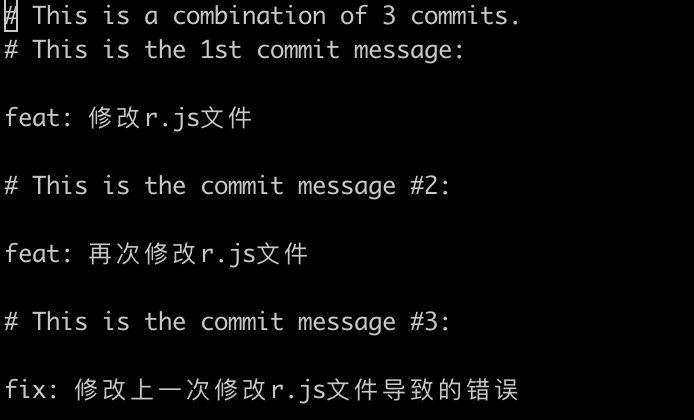 # This is a combination of 3 commits.
# This is the 1st commit message:
feat: 修改r.js文件
# This is the commit message #2:
feat: 再次修改r.js文件
# This is the commit message #3:
fix: 修改上一次修改r.js文件导致的错误